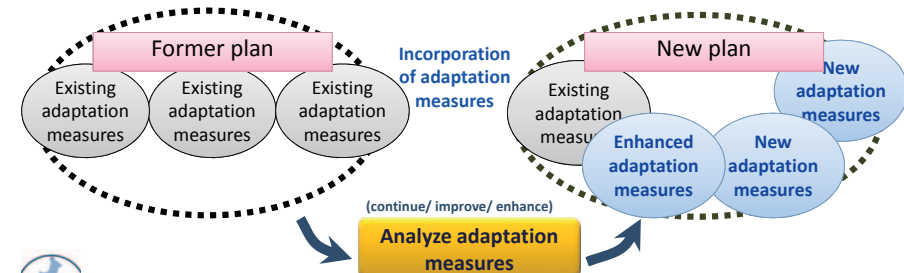 Former plan
Existing
adaptation
measures
Existing
adaptation
measures
Existing
adaptation
measures
Incorporation
of adaptation
measures
New plan
Existing
adaptation
measures
Enhanced
adaptation
measures
New
adaptation
measures
New
adaptation
measures
(continue/ improve/ enhance)
Analyze adaptation
measures